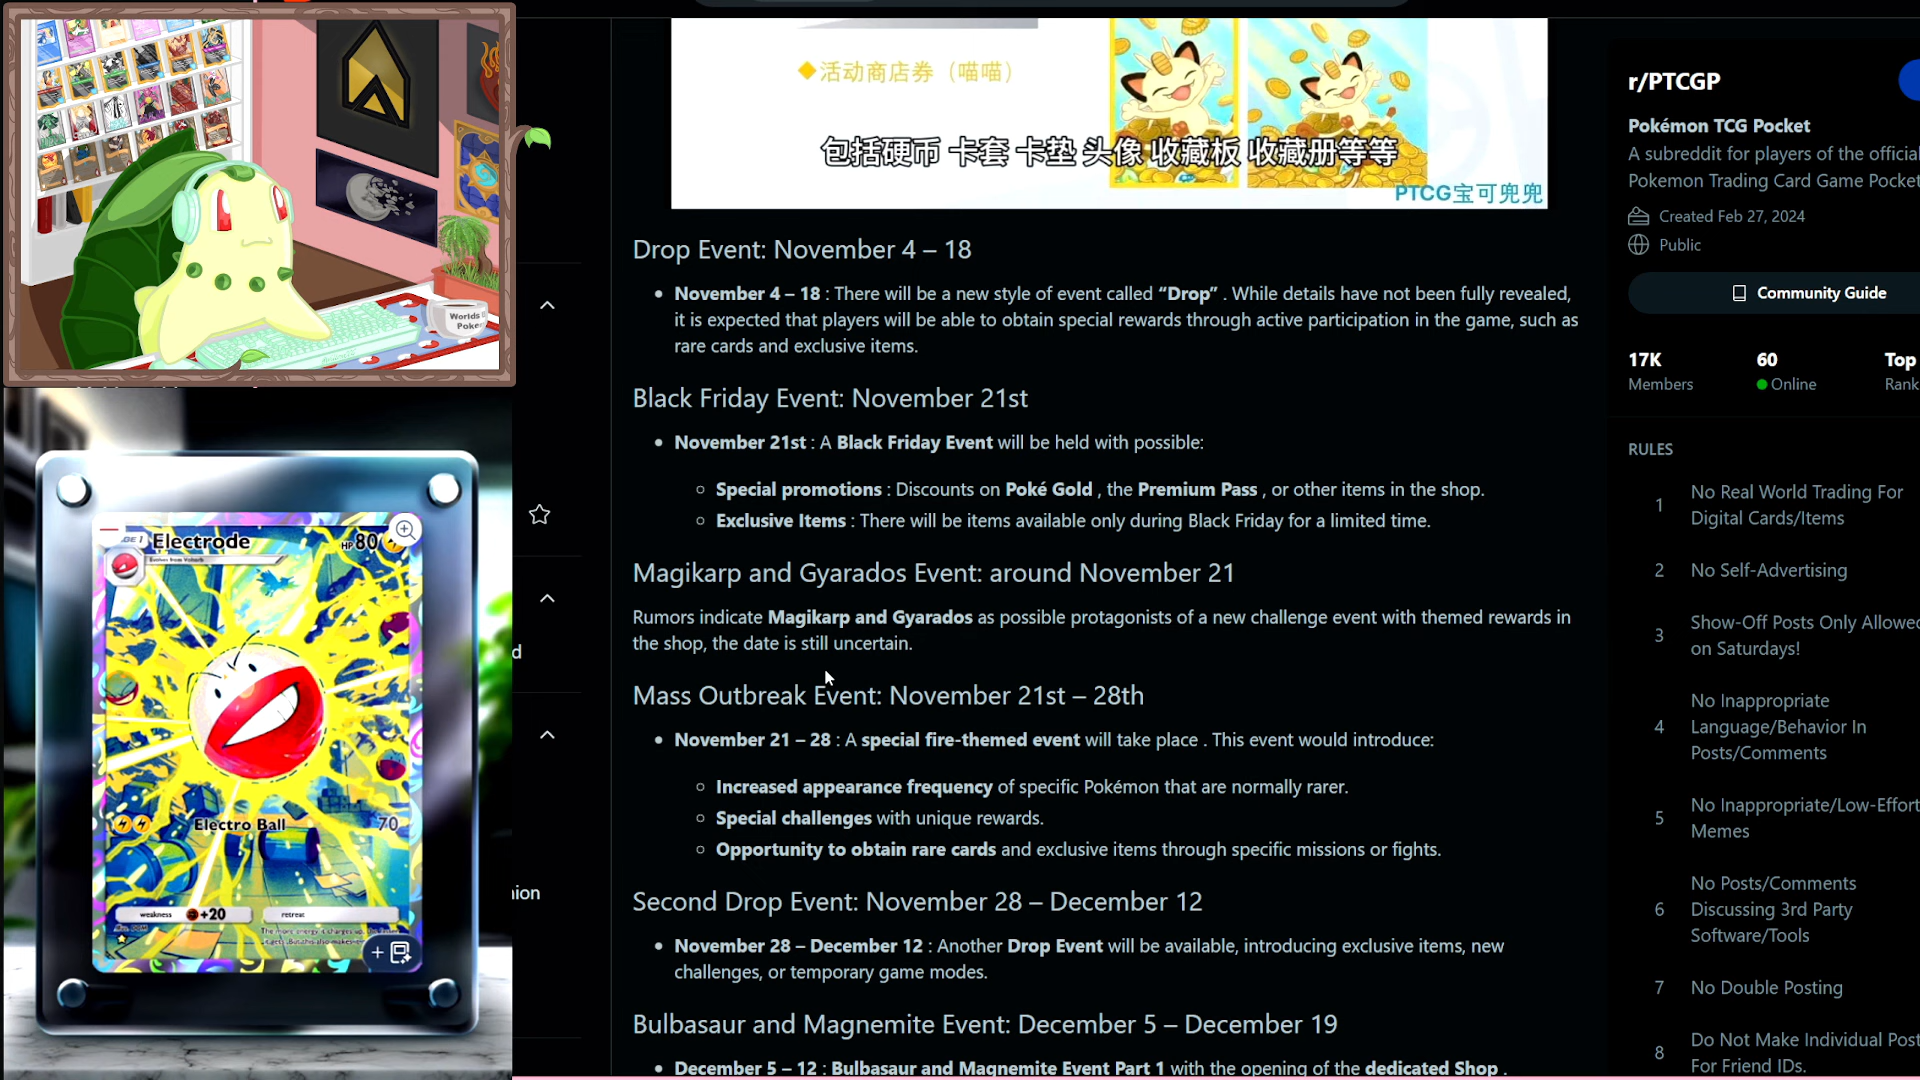 ◆活动商店券（喵喵）
包括硬币 卡套 卡垫 头像 收藏板 收藏册等等
PTCG宝可兜兜
Drop Event: November 4 – 18
• November 4 – 18 : There will be a new style of event called “Drop” . While details have not been fully revealed,
it is expected that players will be able to obtain special rewards through active participation in the game, such as
rare cards and exclusive items.
Black Friday Event: November 21st
• November 21st : A Black Friday Event will be held with possible:
◦ Special promotions : Discounts on Poké Gold , the Premium Pass , or other items in the shop.
◦ Exclusive Items : There will be items available only during Black Friday for a limited time.
Magikarp and Gyarados Event: around November 21
Rumors indicate Magikarp and Gyarados as possible protagonists of a new challenge event with themed rewards in
the shop, the date is still uncertain.
Mass Outbreak Event: November 21st – 28th
• November 21 – 28 : A special fire-themed event will take place . This event would introduce:
◦ Increased appearance frequency of specific Pokémon that are normally rarer.
◦ Special challenges with unique rewards.
◦ Opportunity to obtain rare cards and exclusive items through specific missions or fights.
Second Drop Event: November 28 – December 12
• November 28 – December 12 : Another Drop Event will be available, introducing exclusive items, new
challenges, or temporary game modes.
Bulbasaur and Magnemite Event: December 5 – December 19
• December 5 – 12 : Bulbasaur and Magnemite Event Part 1 with the opening of the dedicated Shop .
r/PTCGP
Pokémon TCG Pocket
A subreddit for players of the official
Pokemon Trading Card Game Pocket
Created Feb 27, 2024
Public
Community Guide
17K 60 Top
Members Online Rank
RULES
1 No Real World Trading For
Digital Cards/Items
2 No Self-Advertising
3 Show-Off Posts Only Allowed
on Saturdays!
4 No Inappropriate
Language/Behavior In
Posts/Comments
5 No Inappropriate/Low-Effort
Memes
6 No Posts/Comments
Discussing 3rd Party
Software/Tools
7 No Double Posting
8 Do Not Make Individual Post
For Friend IDs.
Worlds
Poke
Electrode HP 80
Evolves from Voltorb
Electro Ball 70
weakness +20 retreat
d
nion